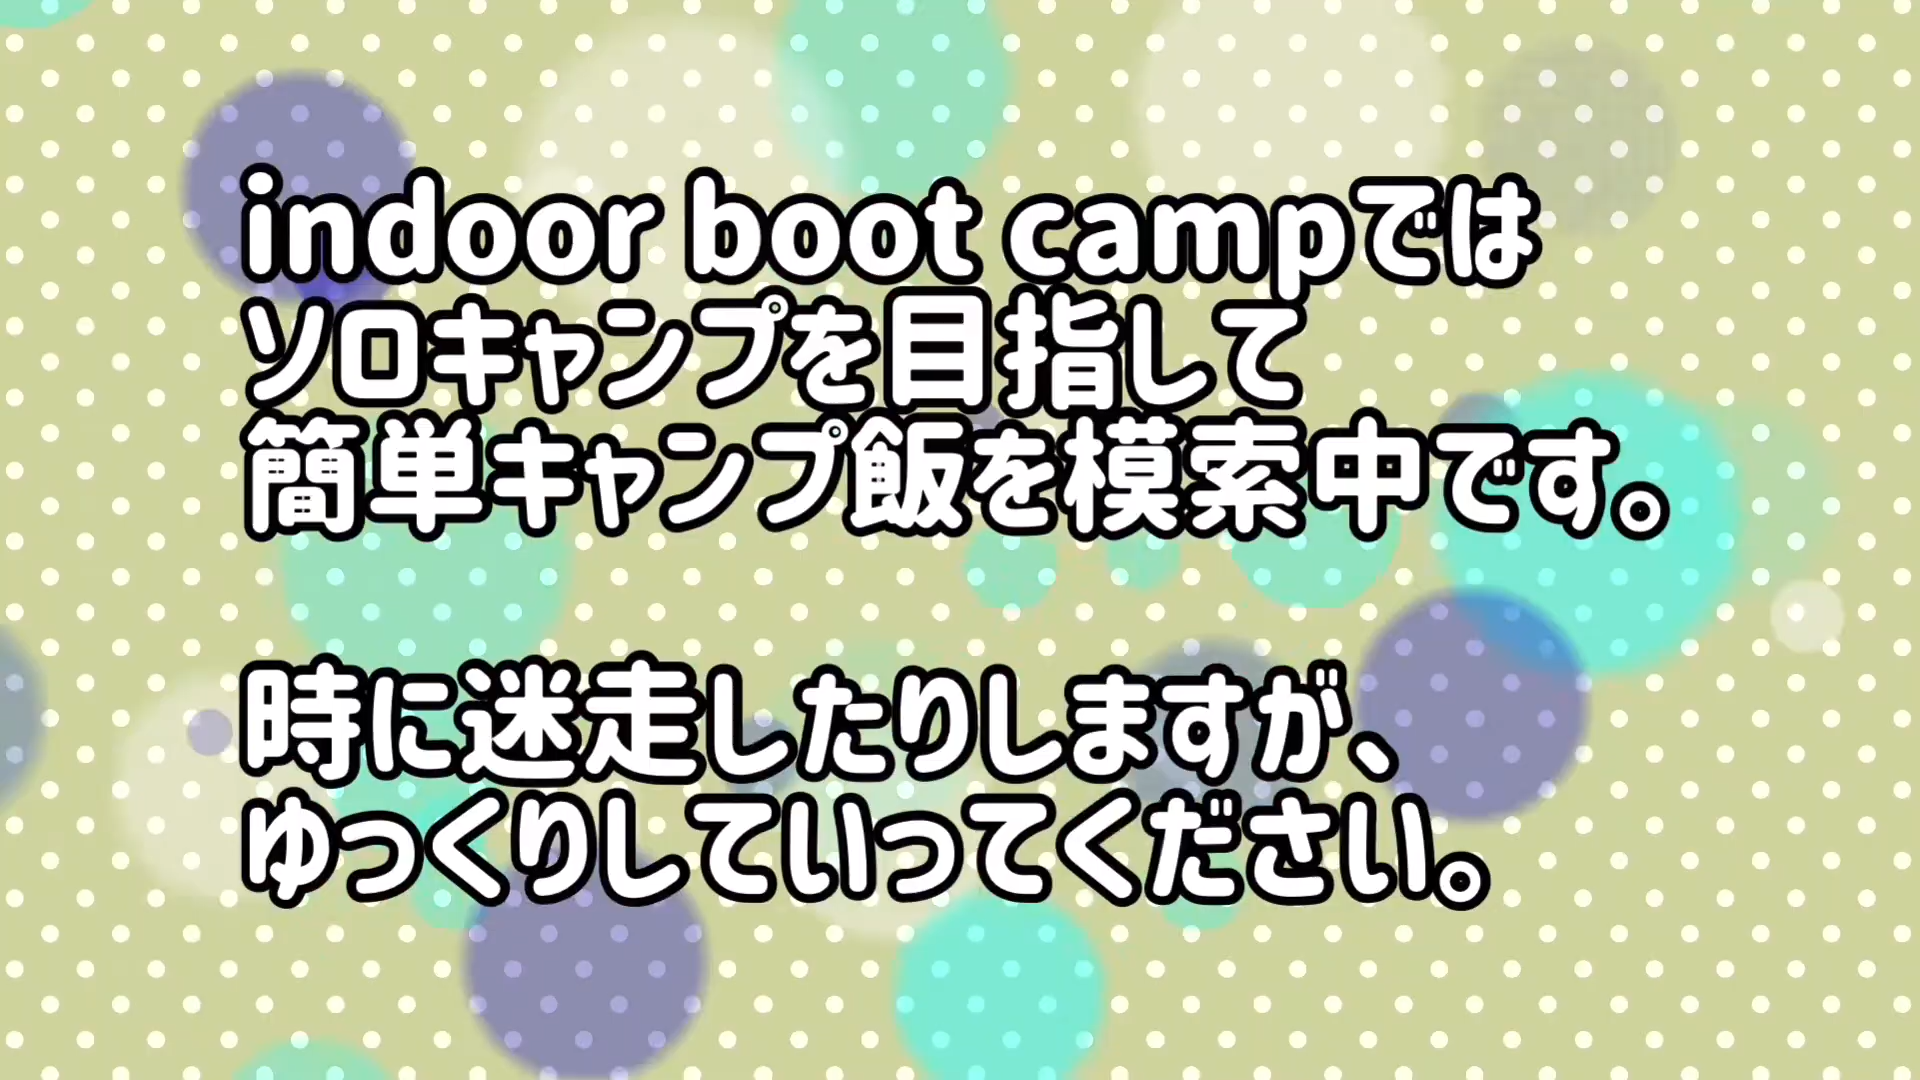 indoor boot campでは
ソロキャンプを目指して
簡単キャンプ飯を模索中です。
時に迷走したりしますが、
ゆっくりしていってください。